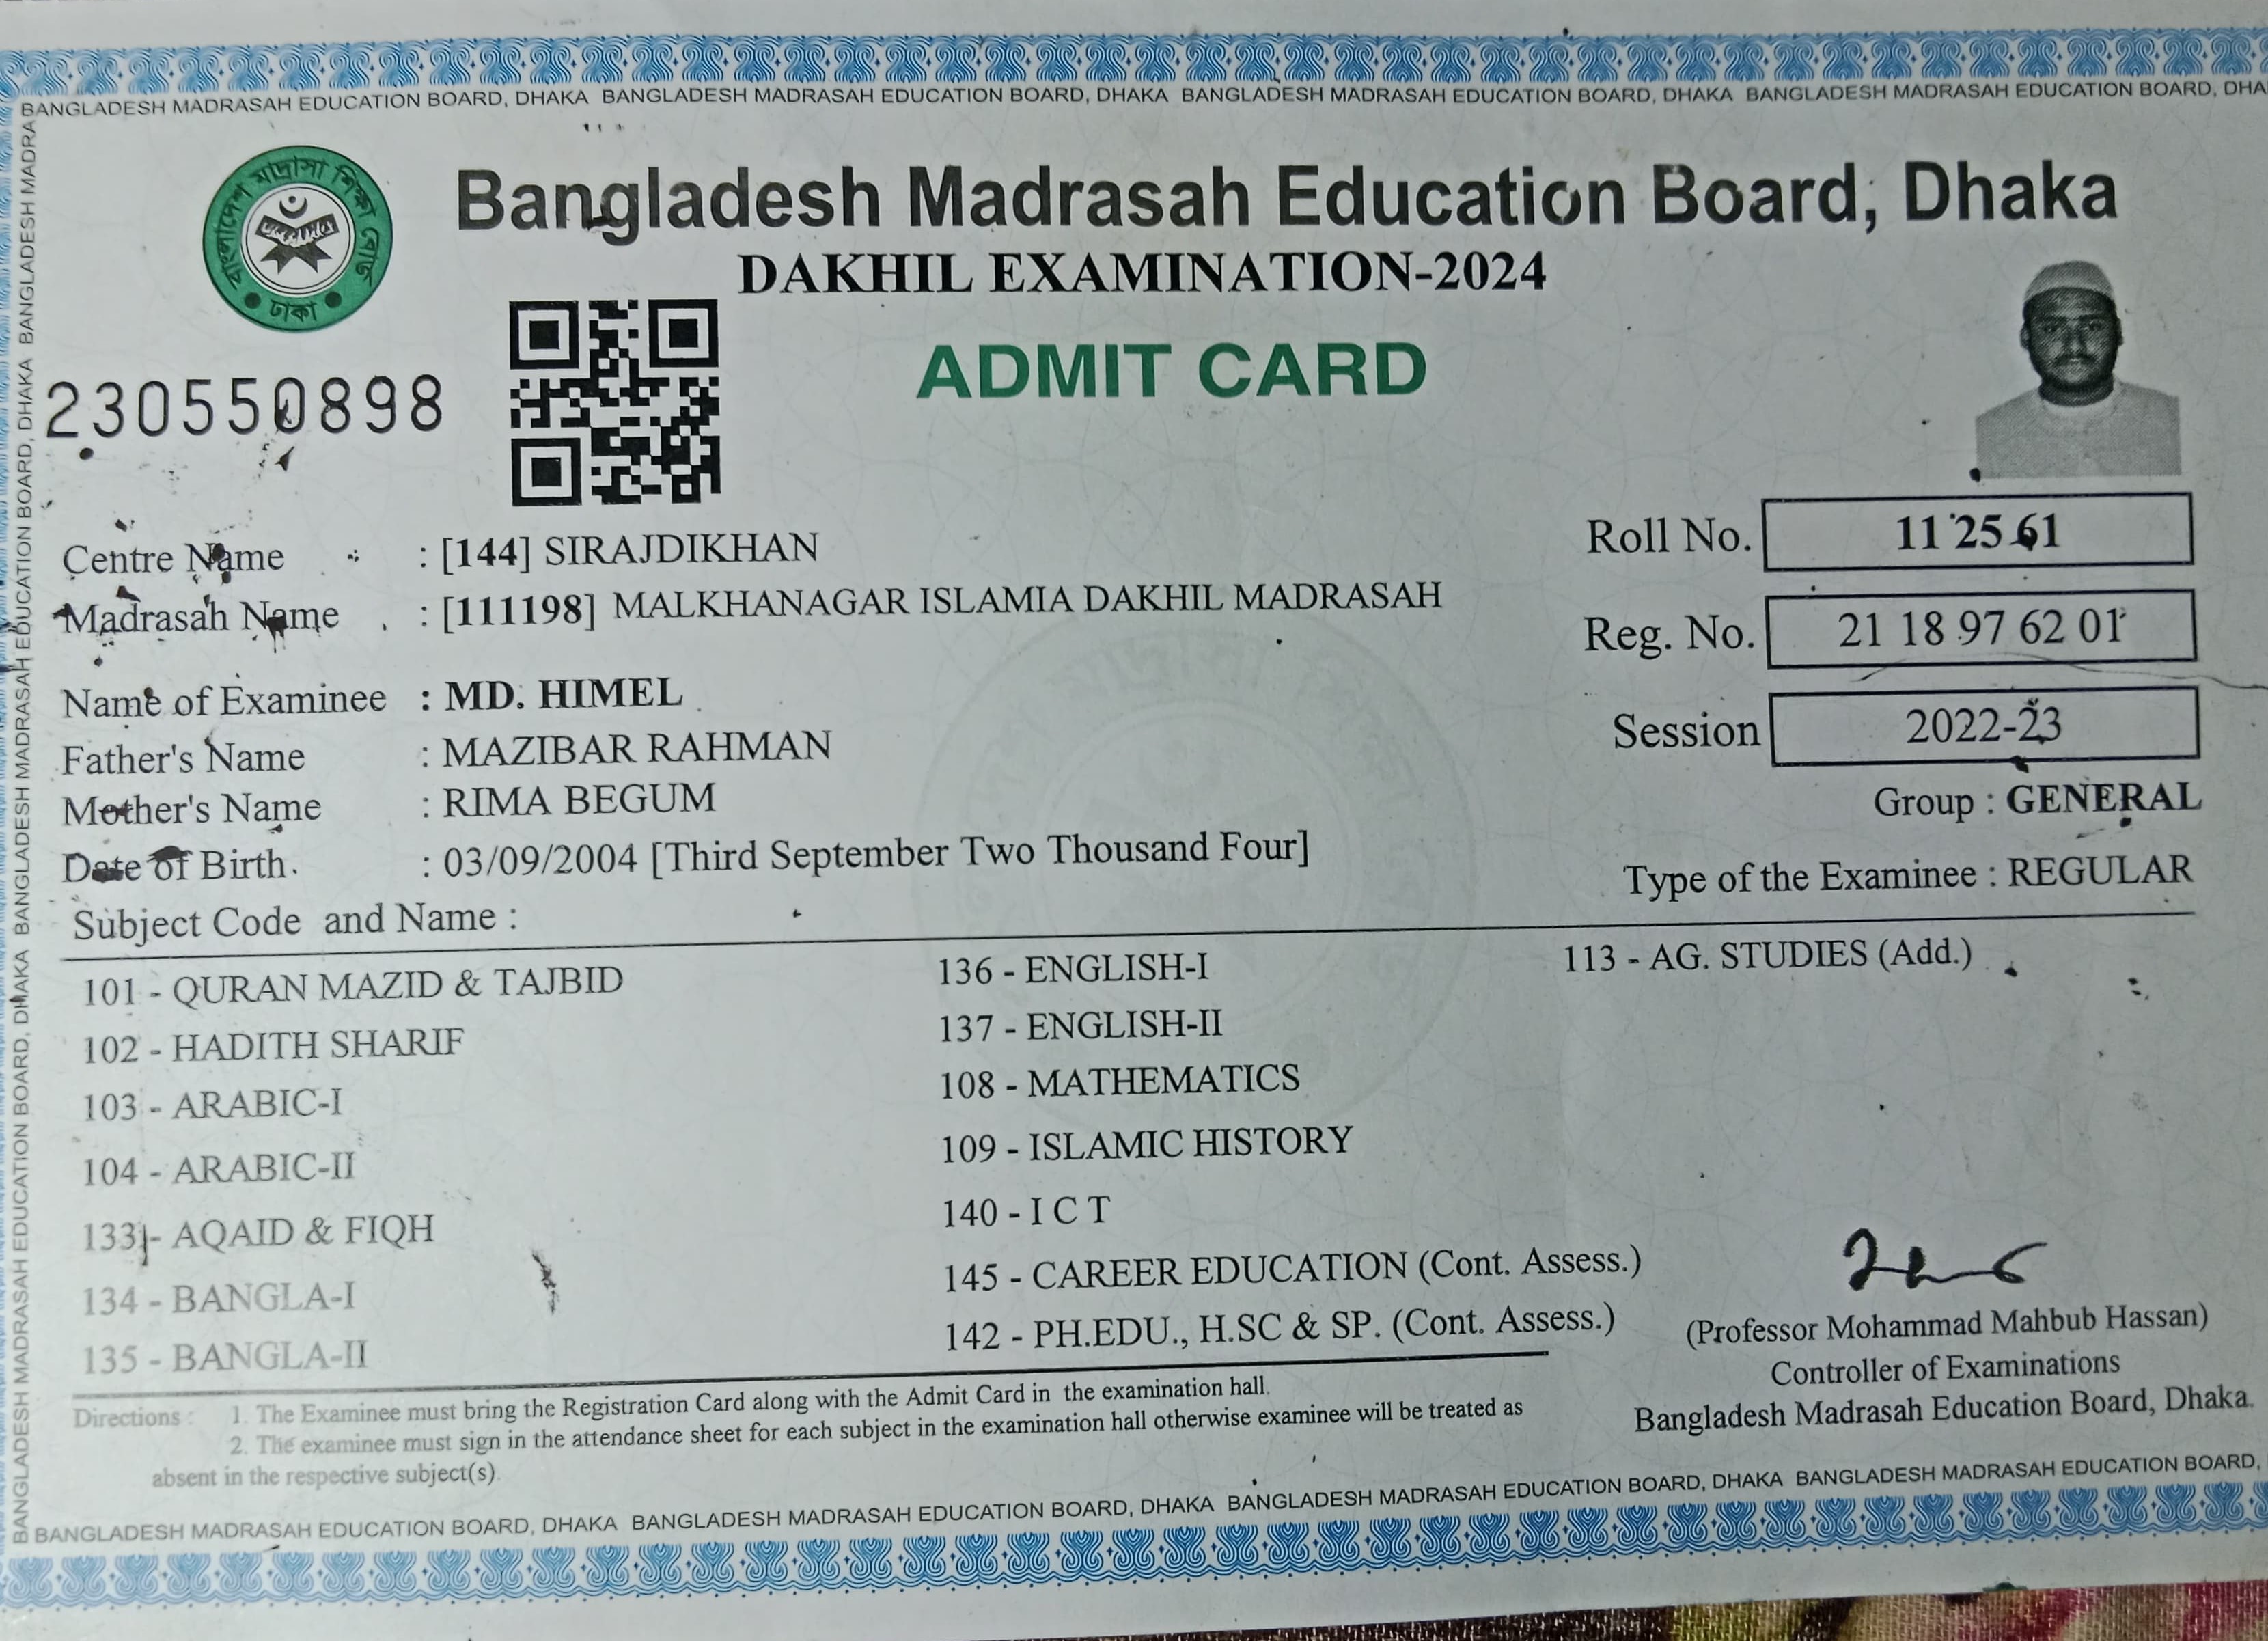 BANGLADESH MADRASAH EDUCATION BOARD, DHAKA BANGLADESH MADRASAH EDUCATION BOARD, DHAKA BANGLADESH MADRASAH EDUCATION BOARD, DHAKA BANGLADESH MADRASAH EDUCATION BOARD, DHA
BANGLADESH MADRASAH EDUCATION BOARD, DHAKA BANGLADESH MADRASAH EDUCATION BOARD, DHAKA BANGLADESH MADRASAH EDUCATION BOARD, DHAKA BANGLADESH MADRA
বাংলাদেশ মাদ্রাসা শিক্ষা বোর্ড
ঢাকা
Bangladesh Madrasah Education Board, Dhaka
DAKHIL EXAMINATION-2024
ADMIT CARD
230550898
Centre Name : [144] SIRAJDIKHAN
Roll No. 11 25 61
Madrasah Name : [111198] MALKHANAGAR ISLAMIA DAKHIL MADRASAH
Reg. No. 21 18 97 62 01
Name of Examinee : MD. HIMEL
Session 2022-23
Father's Name : MAZIBAR RAHMAN
Mother's Name : RIMA BEGUM
Group : GENERAL
Date of Birth. : 03/09/2004 [Third September Two Thousand Four]
Type of the Examinee : REGULAR
Subject Code and Name :
101 - QURAN MAZID & TAJBID
102 - HADITH SHARIF
103 - ARABIC-I
104 - ARABIC-II
133 - AQAID & FIQH
134 - BANGLA-I
135 - BANGLA-II
136 - ENGLISH-I
137 - ENGLISH-II
108 - MATHEMATICS
109 - ISLAMIC HISTORY
140 - I C T
145 - CAREER EDUCATION (Cont. Assess.)
142 - PH.EDU., H.SC & SP. (Cont. Assess.)
113 - AG. STUDIES (Add.)
(Professor Mohammad Mahbub Hassan)
Controller of Examinations
Bangladesh Madrasah Education Board, Dhaka.
Directions : 1. The Examinee must bring the Registration Card along with the Admit Card in the examination hall.
2. The examinee must sign in the attendance sheet for each subject in the examination hall otherwise examinee will be treated as
absent in the respective subject(s).
BANGLADESH MADRASAH EDUCATION BOARD, DHAKA BANGLADESH MADRASAH EDUCATION BOARD, DHAKA BANGLADESH MADRASAH EDUCATION BOARD, DHAKA BANGLADESH MADRASAH EDUCATION BOARD,